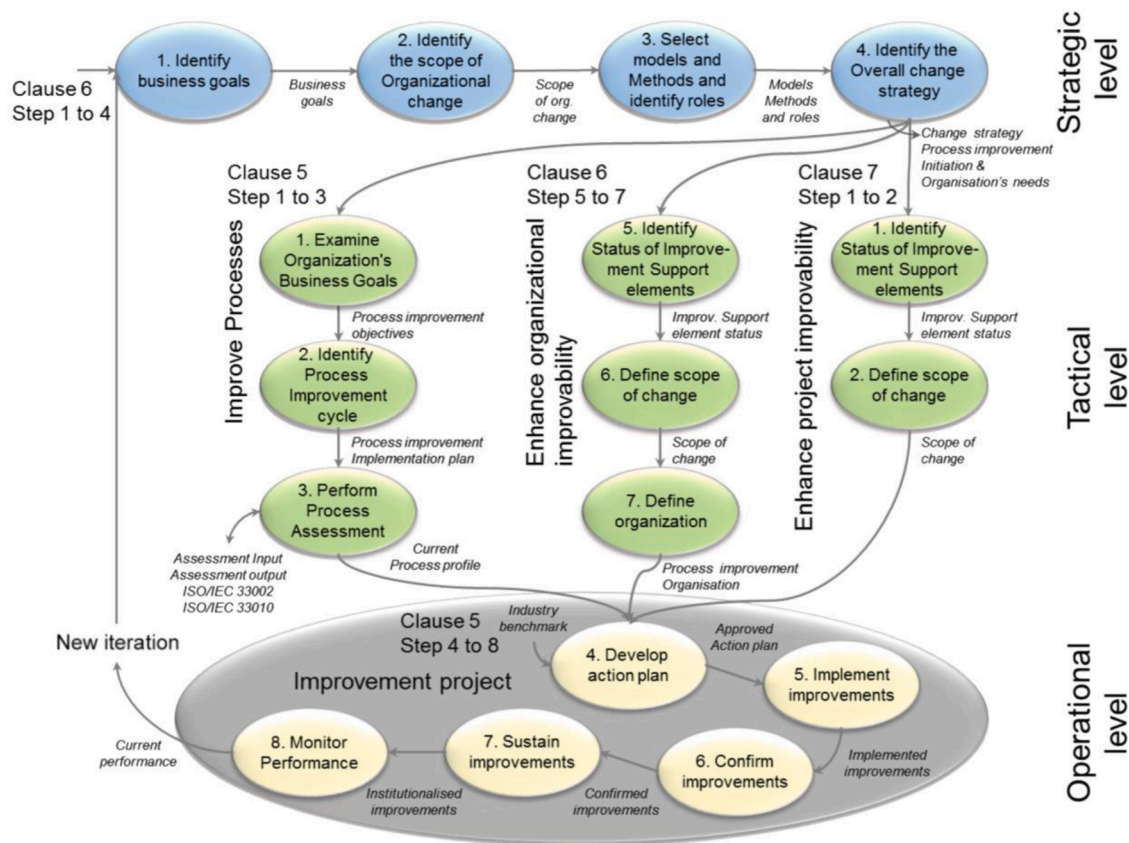 Strategic
level
1. Identify
business goals
Business
goals
2. Identify
the scope of
Organizational
change
Scope
of org.
change
3. Select
models and
Methods and
identify roles
Models
Methods
and roles
4. Identify the
Overall change
strategy
Clause 6
Step 1 to 4
Change strategy
Process improvement
Initiation &
Organisation's needs
Clause 5
Step 1 to 3
Clause 6
Step 5 to 7
Clause 7
Step 1 to 2
Tactical
level
Improve Processes
1. Examine
Organization's
Business Goals
Process improvement
objectives
2. Identify
Process
Improvement
cycle
Process improvement
Implementation plan
3. Perform
Process
Assessment
Assessment Input
Assessment output
ISO/IEC 33002
ISO/IEC 33010
Current
Process profile
Enhance organizational
improvability
5. Identify
Status of Improve-
ment Support
elements
Improv. Support
element status
6. Define scope
of change
Scope of
change
7. Define
organization
Process improvement
Organisation
Enhance project improvability
1. Identify
Status of Improve-
ment Support
elements
Improv. Support
element status
2. Define scope
of change
Scope of
change
Operational
level
Clause 5
Step 4 to 8
Industry
benchmark
Improvement project
4. Develop
action plan
Approved
Action plan
5. Implement
improvements
Implemented
improvements
6. Confirm
improvements
Confirmed
improvements
7. Sustain
improvements
Institutionalised
improvements
8. Monitor
Performance
Current
performance
New iteration